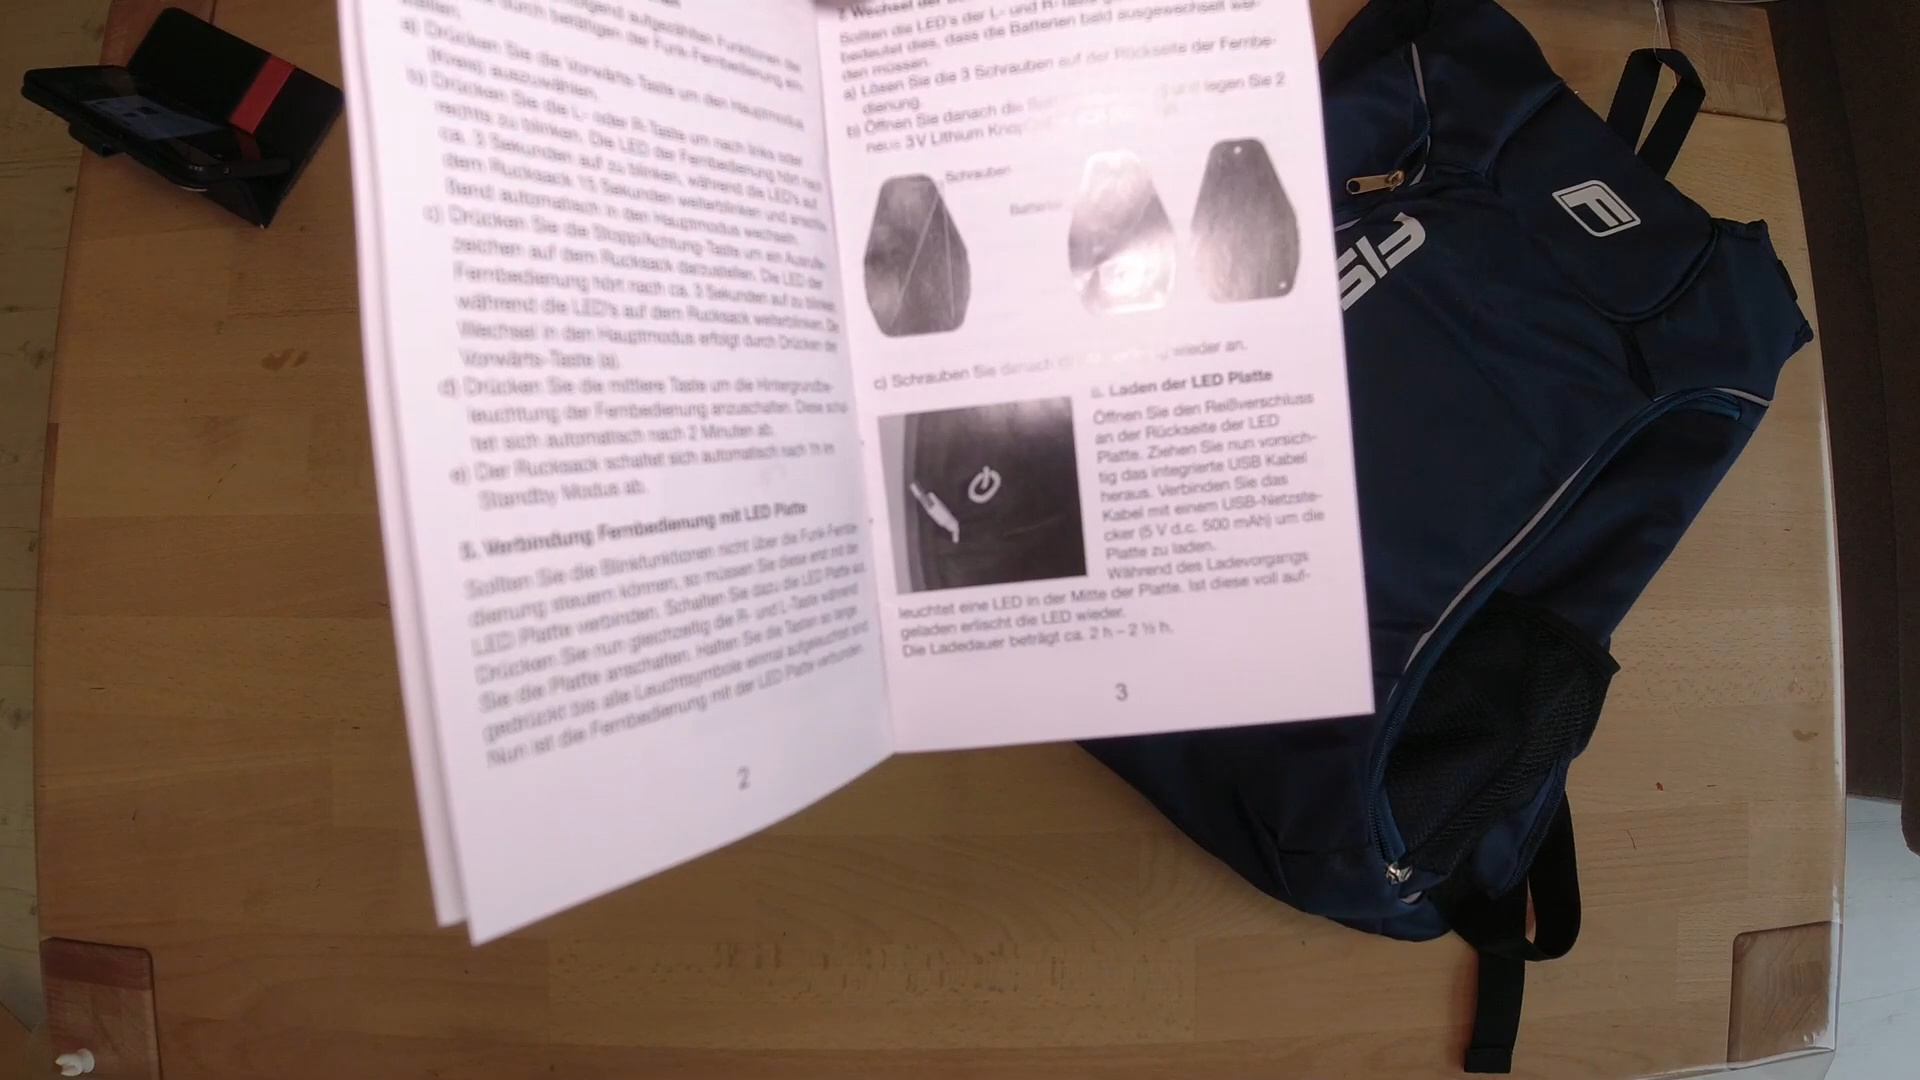 a) Drücken Sie die Vorwärts-Taste um den Hauptmodus
(Kreis) auszuwählen.
b) Drücken Sie die L- oder R-Taste um nach links oder
rechts zu blinken. Die LED der Fernbedienung hört nach
ca. 3 Sekunden auf zu blinken, während die LED's auf
dem Rucksack 15 Sekunden weiterblinken und
automatisch in den Hauptmodus wechseln.
c) Drücken Sie die Stopp/Achtung-Taste um ein
zeichen auf dem Rucksack darzustellen. Die LED der
Fernbedienung hört nach ca. 3 Sekunden auf zu blinken,
während die LED's auf dem Rucksack weiterblinken. Der
Wechsel in den Hauptmodus erfolgt durch Drücken der
Vorwärts-Taste (a).
d) Drücken Sie die mittlere Taste um die Hintergrundbe-
leuchtung der Fernbedienung anzuschalten. Diese schal
tet sich automatisch nach 2 Minuten ab.
e) Der Rucksack schaltet sich automatisch nach 1h im
Standby Modus ab.
5. Verbindung Fernbedienung mit LED Platte
Sollten Sie die Blinkfunktionen nicht über die Funk Fernbe-
dienung steuern können, so müssen Sie diese erst mit der
LED Platte verbinden. Schalten Sie dazu die LED Platte aus.
Drücken Sie nun gleichzeitig die R- und L-Taste während
Sie die Platte anschalten. Halten Sie die Tasten so lange
gedrückt bis alle Leuchtsymbole einmal aufgeleuchtet sind.
Nun ist die Fernbedienung mit der LED Platte verbunden.
2
Wechsel der
Sollten die LED's der L- und R-
bedeutet dies, dass die Batterien bald ausgewechselt wer-
den müssen.
a) Lösen Sie die 3 Schrauben auf der Rückseite der Fernbe-
dienung.
b) Öffnen Sie danach die und legen Sie 2
neue 3V Lithium
Schrauben
c) Schrauben Sie danach wieder an.
Laden der LED Platte
Öffnen Sie den Reißverschluss
an der Rückseite der LED
Platte. Ziehen Sie nun vorsich-
tig das integrierte USB Kabel
heraus. Verbinden Sie das
Kabel mit einem USB-Netzste-
cker (5 V d.c. 500 mAh) um die
Platte zu laden.
Während des Ladevorgangs
leuchtet eine LED in der Mitte der Platte. Ist diese voll auf-
geladen erlischt die LED wieder.
Die Ladedauer beträgt ca. 2 h – 2 ½ h.
3
F